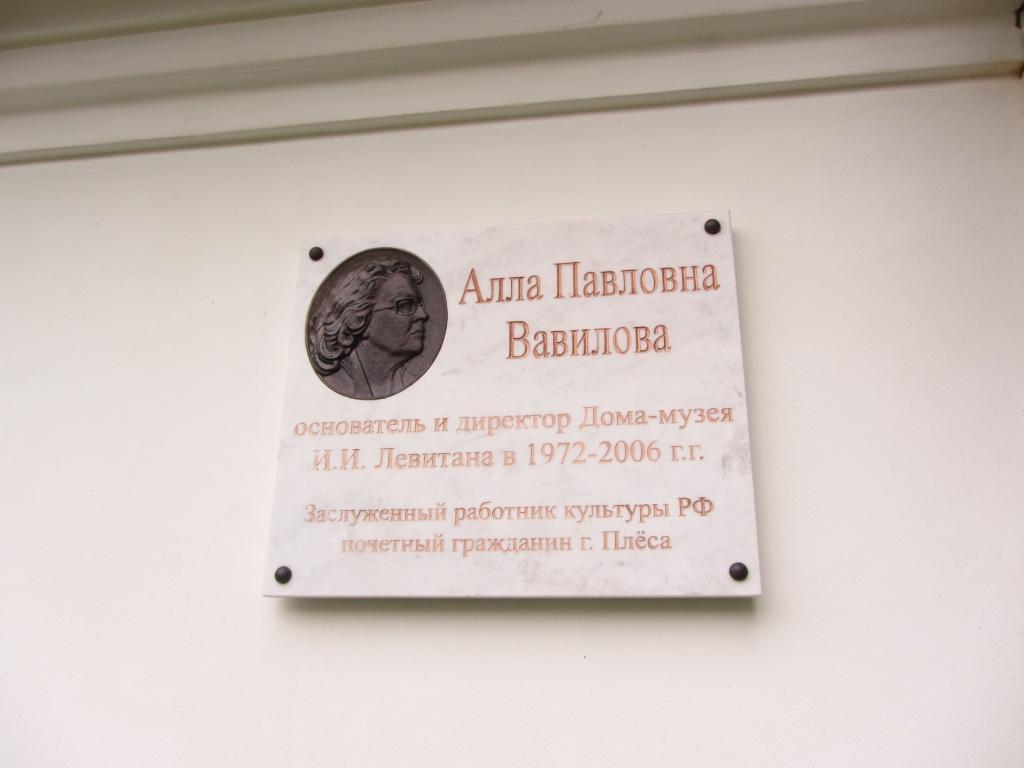 Алла Павловна
Вавилова
основатель и директор Дома-музея
И.И. Левитана в 1972-2006 г.г.
Заслуженный работник культуры РФ
почетный гражданин г. Плёса